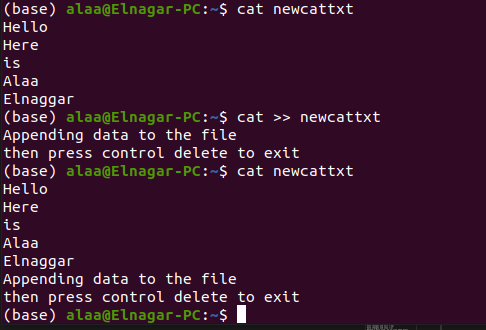 (base) alaa@Elnagar-PC:~$ cat newcattxt
Hello
Here
is
Alaa
Elnaggar
(base) alaa@Elnagar-PC:~$ cat >> newcattxt
Appending data to the file
then press control delete to exit
(base) alaa@Elnagar-PC:~$ cat newcattxt
Hello
Here
is
Alaa
Elnaggar
Appending data to the file
then press control delete to exit
(base) alaa@Elnagar-PC:~$